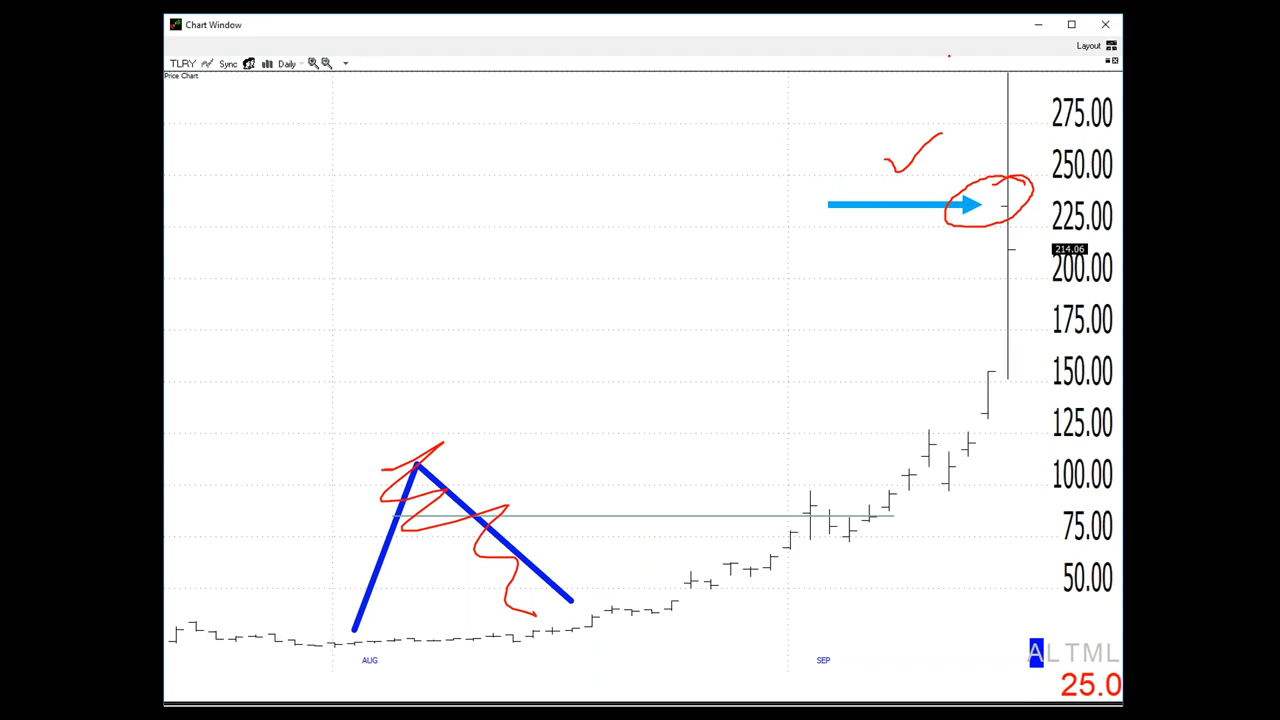 Chart Window
Layout
TLRY Sync Daily
Price Chart
275.00
250.00
225.00
214.06
200.00
175.00
150.00
125.00
100.00
75.00
50.00
AUG SEP
ALTML
25.0